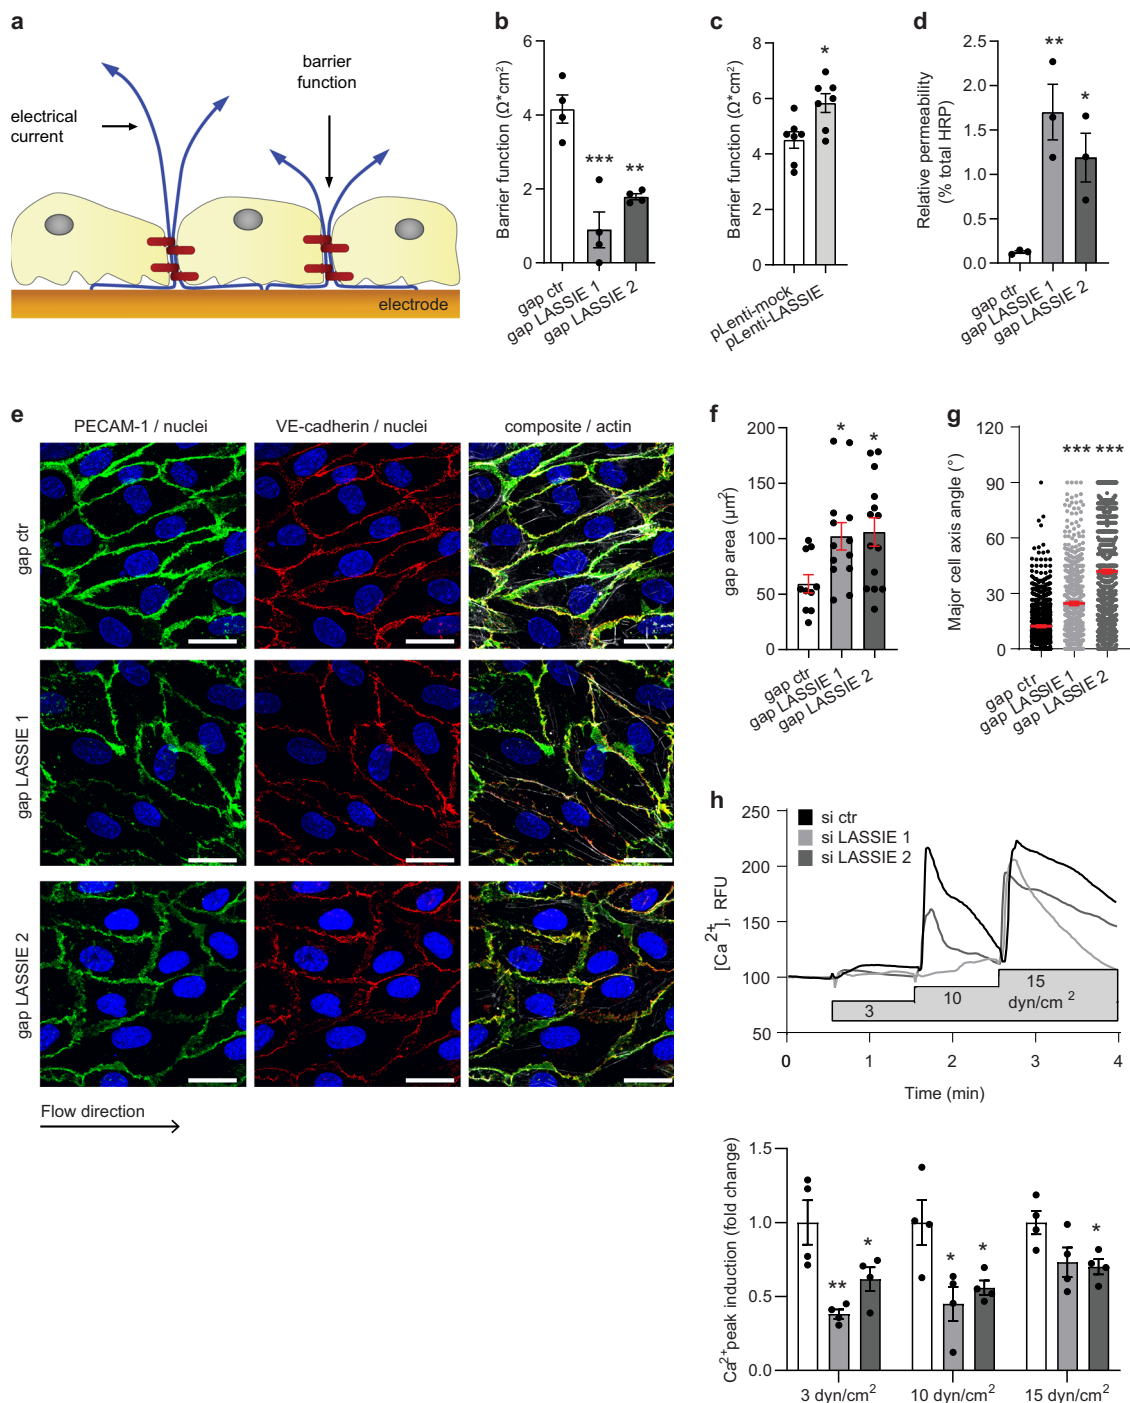 a
electrical
current
barrier
function
electrode
b
Barrier function (Ω*cm²)
6
4
2
0
***
**
gap ctr
gap LASSIE 1
gap LASSIE 2
c
Barrier function (Ω*cm²)
8
6
4
2
0
*
pLenti-mock
pLenti-LASSIE
d
Relative permeability
(% total HRP)
2.5
2.0
1.5
1.0
0.5
0.0
**
*
gap ctr
gap LASSIE 1
gap LASSIE 2
e
PECAM-1 / nuclei
VE-cadherin / nuclei
composite / actin
gap ctr
gap LASSIE 1
gap LASSIE 2
Flow direction
f
gap area (µm²)
200
150
100
50
0
*
*
gap ctr
gap LASSIE 1
gap LASSIE 2
g
Major cell axis angle (°)
120
90
60
30
0
*** ***
gap ctr
gap LASSIE 1
gap LASSIE 2
h
[Ca²⁺], RFU
250
200
150
100
50
si ctr
si LASSIE 1
si LASSIE 2
3
10
15
dyn/cm ²
0 1 2 3 4
Time (min)
Ca²⁺peak induction (fold change)
1.5
1.0
0.5
0.0
**
*
*
*
*
3 dyn/cm²
10 dyn/cm²
15 dyn/cm²